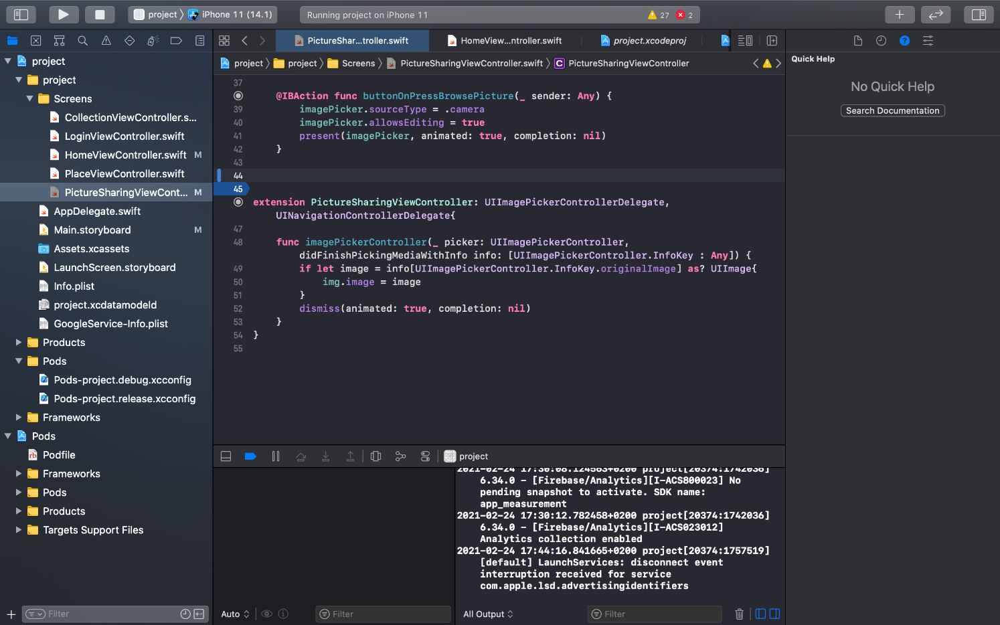 project
iPhone 11 (14.1)
Running project on iPhone 11
27
2
PictureShar...troller.swift
HomeView...ntroller.swift
project.xcodeproj
project
project
Screens
PictureSharingViewController.swift
C
PictureSharingViewController
Quick Help
No Quick Help
Search Documentation
project
project
Screens
CollectionViewController.s...
LoginViewController.swift
HomeViewController.swift M
PlaceViewController.swift
PictureSharingViewCont... M
AppDelegate.swift
Main.storyboard M
Assets.xcassets
LaunchScreen.storyboard
Info.plist
project.xcdatamodeld
GoogleService-Info.plist
Products
Pods
Pods-project.debug.xcconfig
Pods-project.release.xcconfig
Frameworks
Pods
rb Podfile
Frameworks
Pods
Products
Targets Support Files
Filter
37
@IBAction func buttonOnPressBrowsePicture(_ sender: Any) {
39 imagePicker.sourceType = .camera
40 imagePicker.allowsEditing = true
41 present(imagePicker, animated: true, completion: nil)
42 }
43
44
45
extension PictureSharingViewController: UIImagePickerControllerDelegate,
UINavigationControllerDelegate{
47
48 func imagePickerController(_ picker: UIImagePickerController,
didFinishPickingMediaWithInfo info: [UIImagePickerController.InfoKey : Any]) {
49 if let image = info[UIImagePickerController.InfoKey.originalImage] as? UIImage{
50 img.image = image
51 }
52 dismiss(animated: true, completion: nil)
53 }
54 }
55
project
2021-02-24 17:30:08.124563+0200 project[20374:1742036]
6.34.0 - [Firebase/Analytics][I-ACS800023] No
pending snapshot to activate. SDK name:
app_measurement
2021-02-24 17:30:12.782458+0200 project[20374:1742036]
6.34.0 - [Firebase/Analytics][I-ACS023012]
Analytics collection enabled
2021-02-24 17:44:16.841665+0200 project[20374:1757519]
[default] LaunchServices: disconnect event
interruption received for service
com.apple.lsd.advertisingidentifiers
Auto
Filter
All Output
Filter